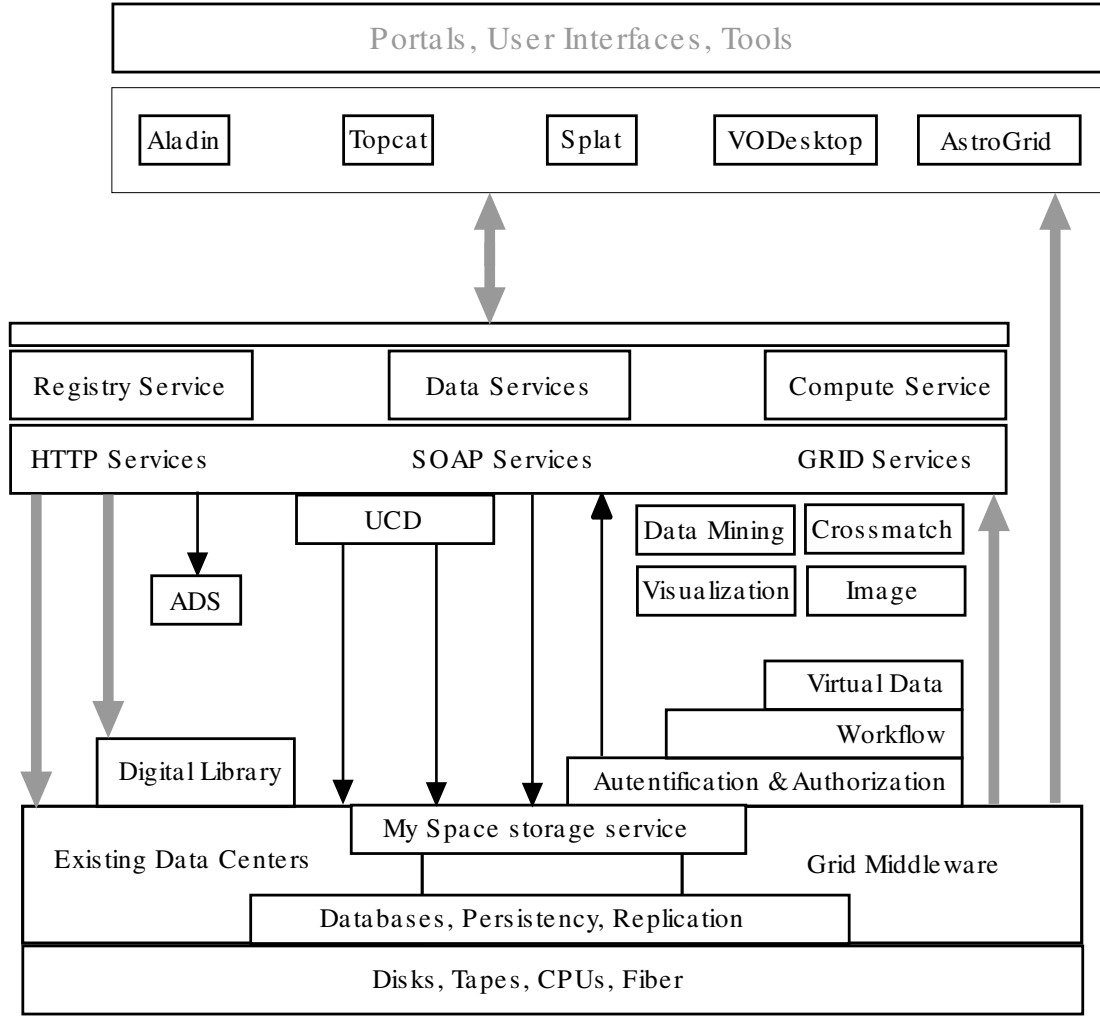 Portals, User Interfaces, Tools
Aladin
Topcat
Splat
VODesktop
AstroGrid
Registry Service
Data Services
Compute Service
HTTP Services
SOAP Services
GRID Services
UCD
Data Mining
Crossmatch
ADS
Visualization
Image
Virtual Data
Workflow
Digital Library
Autentification & Authorization
My Space storage service
Existing Data Centers
Grid Middleware
Databases, Persistency, Replication
Disks, Tapes, CPUs, Fiber